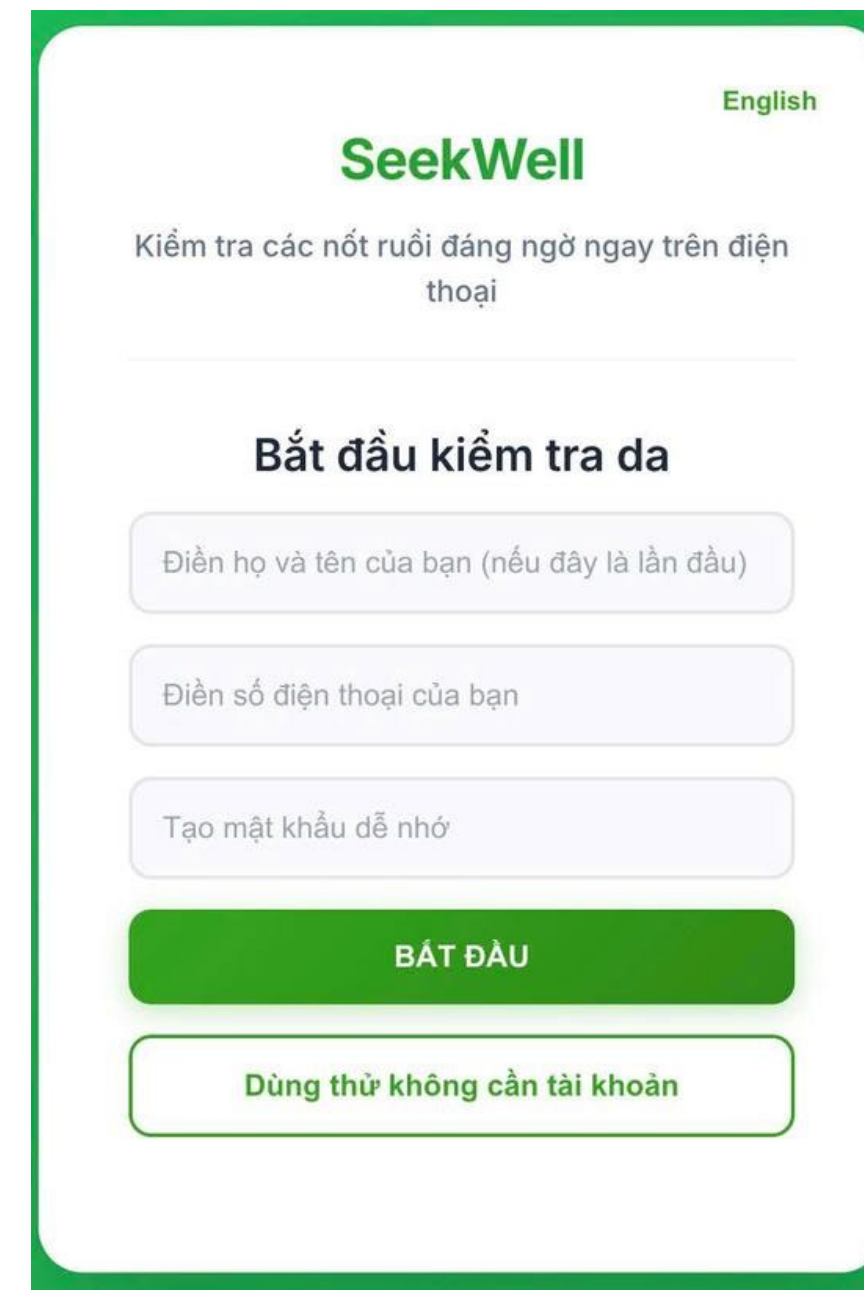 English
SeekWell
Kiểm tra các nốt ruồi đáng ngờ ngay trên điện
thoại
Bắt đầu kiểm tra da
Điền họ và tên của bạn (nếu đây là lần đầu)
Điền số điện thoại của bạn
Tạo mật khẩu dễ nhớ
BẮT ĐẦU
Dùng thử không cần tài khoản